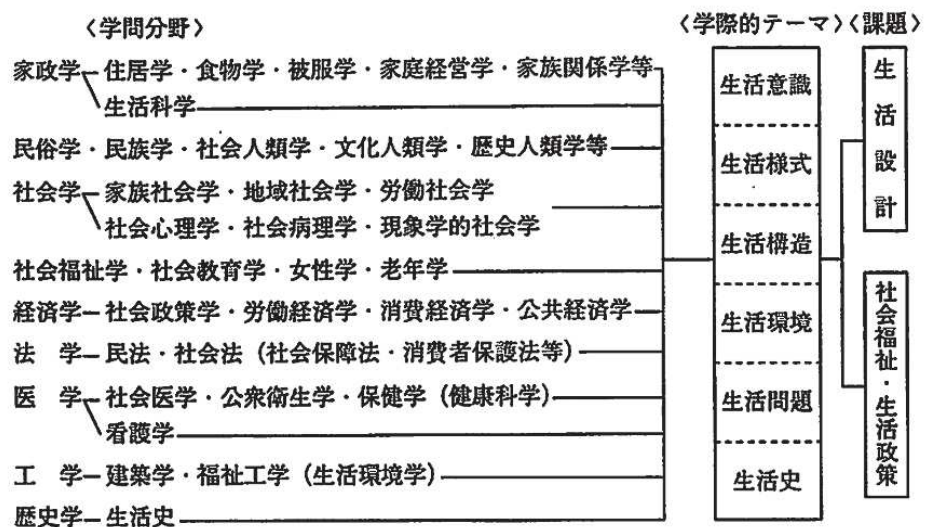 〈学問分野〉
〈学際的テーマ〉〈課題〉
家政学－住居学・食物学・被服学・家庭経営学・家族関係学等
生活科学
民俗学・民族学・社会人類学・文化人類学・歴史人類学等
社会学－家族社会学・地域社会学・労働社会学
社会心理学・社会病理学・現象学的社会学
社会福祉学・社会教育学・女性学・老年学
経済学－社会政策学・労働経済学・消費経済学・公共経済学
法　学－民法・社会法（社会保障法・消費者保護法等）
医　学－社会医学・公衆衛生学・保健学（健康科学）
看護学
工　学－建築学・福祉工学（生活環境学）
歴史学－生活史
生活意識
生活様式
生活構造
生活環境
生活問題
生活史
生活設計
社会福祉・生活政策